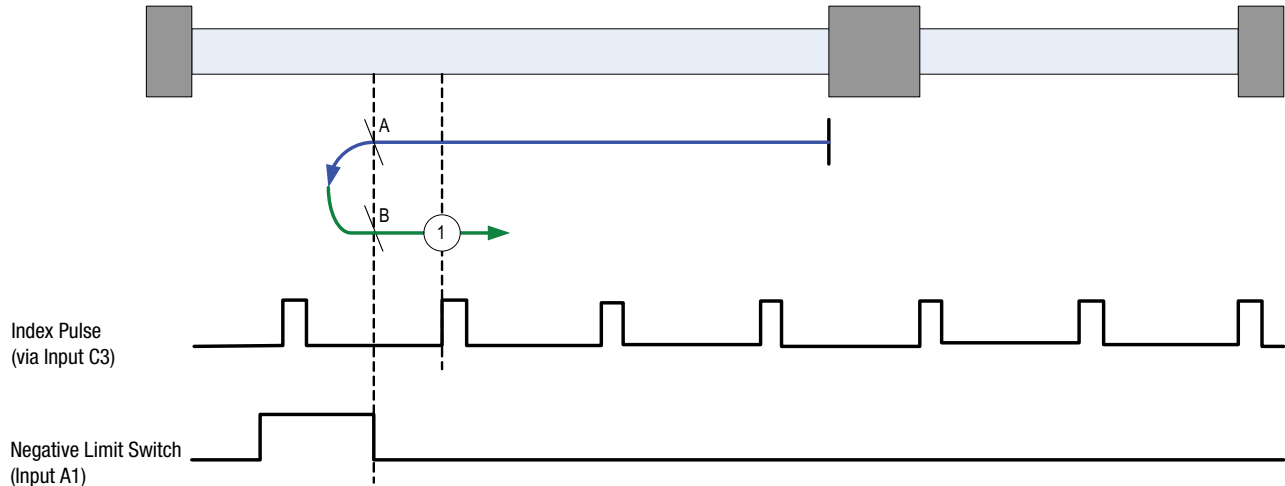 A
B
1
Index Pulse
(via Input C3)
Negative Limit Switch
(Input A1)